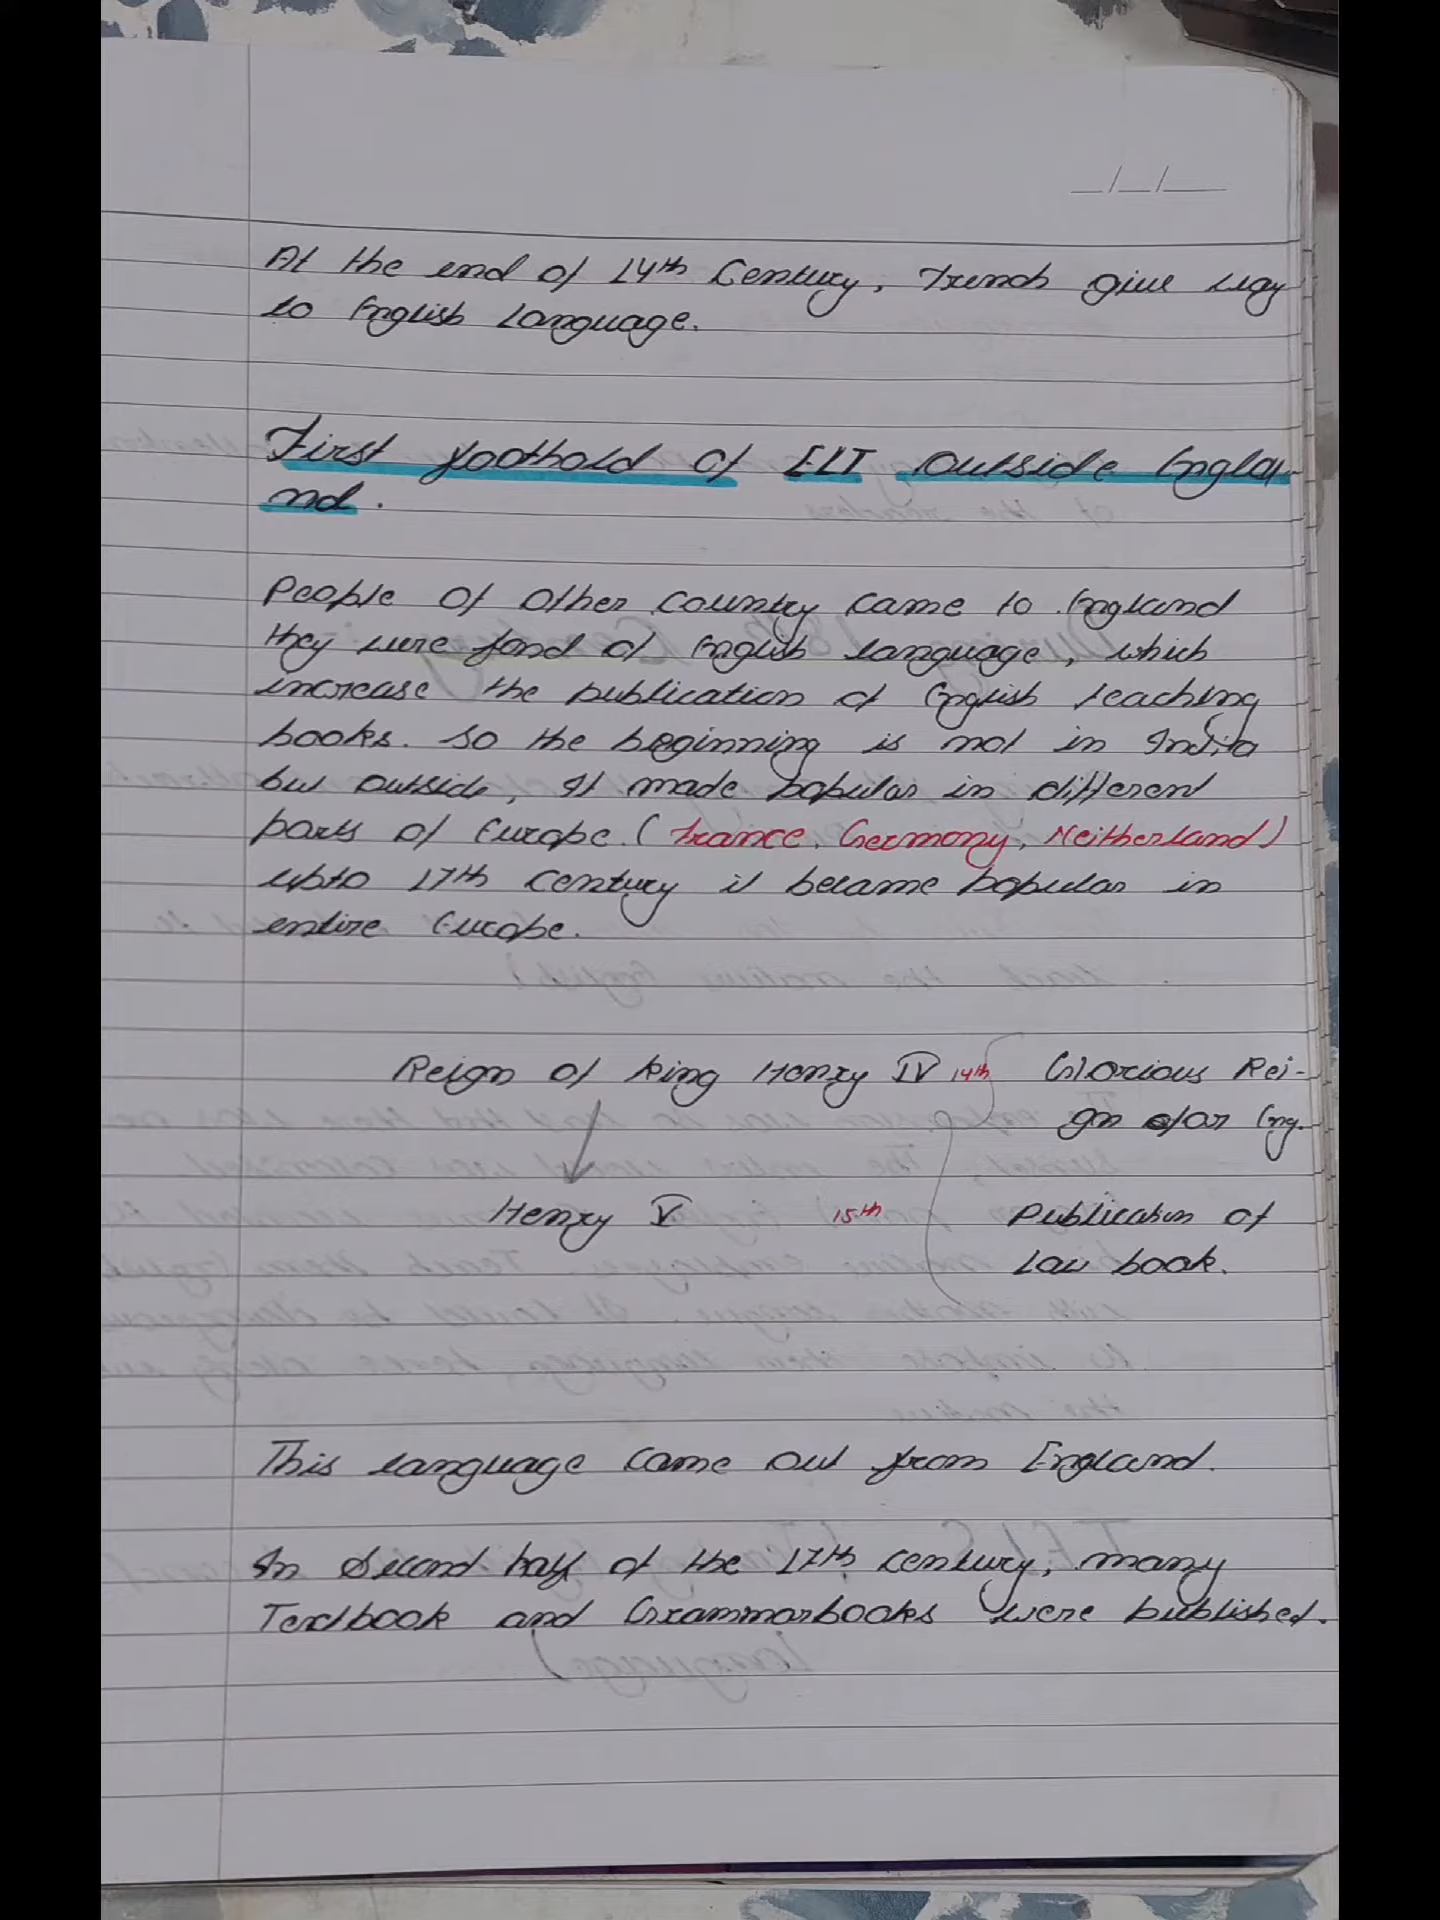 At the end of 14th Century, French give way
to English Language.
First foothold of ELT outside Engla-
nd.
People of Other Country Came to England
they were fond of English language, which
increase the publication of English teaching
books. So the beginning is not in India
but outside, It made popular in different
parts of Europe. (France, Germany, Neitherland)
upto 17th Century it became popular in
entire Europe.
Reign of king Henry IV 14th Glorious Rei-
gn for Eng.
Henry V 15th Publication of
Law book.
This language came out from England.
In Second half of the 17th century, many
Textbook and Grammarbooks were published.